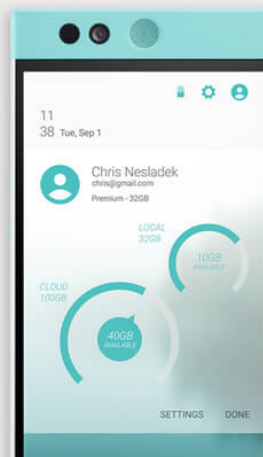 11
38 Tue, Sep 1
Chris Nesladek
chris@gmail.com
Premium - 32GB
LOCAL
32GB
10GB
AVAILABLE
CLOUD
100GB
40GB
AVAILABLE
SETTINGS DONE